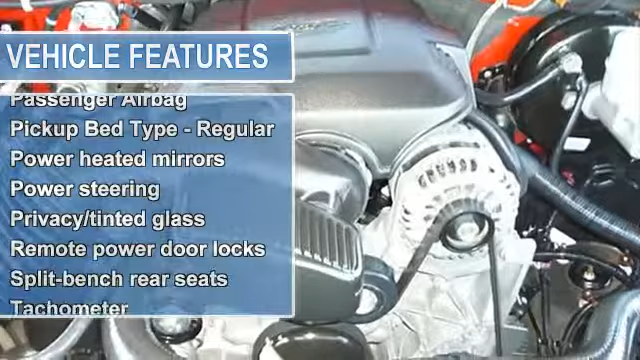 VEHICLE FEATURES
Passenger Airbag
Pickup Bed Type - Regular
Power heated mirrors
Power steering
Privacy/tinted glass
Remote power door locks
Split-bench rear seats
Tachometer